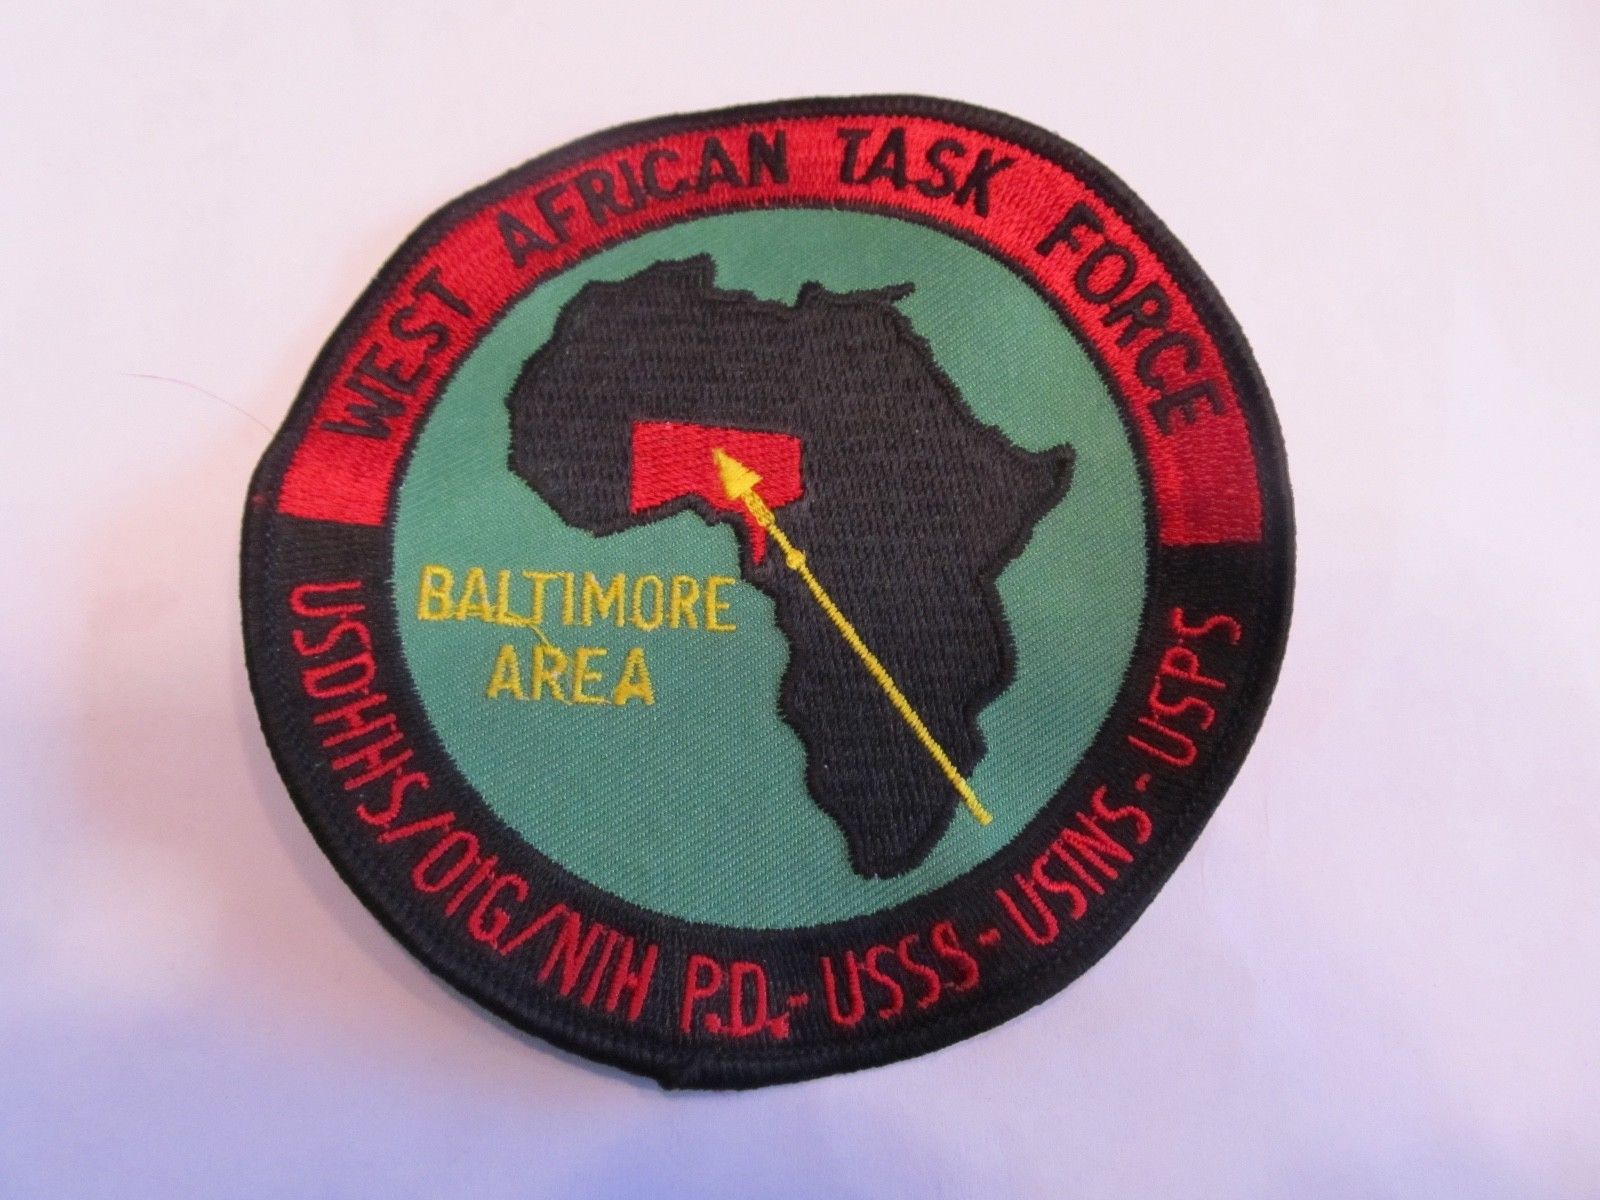 WEST AFRICAN TASK FORCE
BALTIMORE
AREA
USDHHS/OIG/NIH P.D.-USSS-USINS-USPS